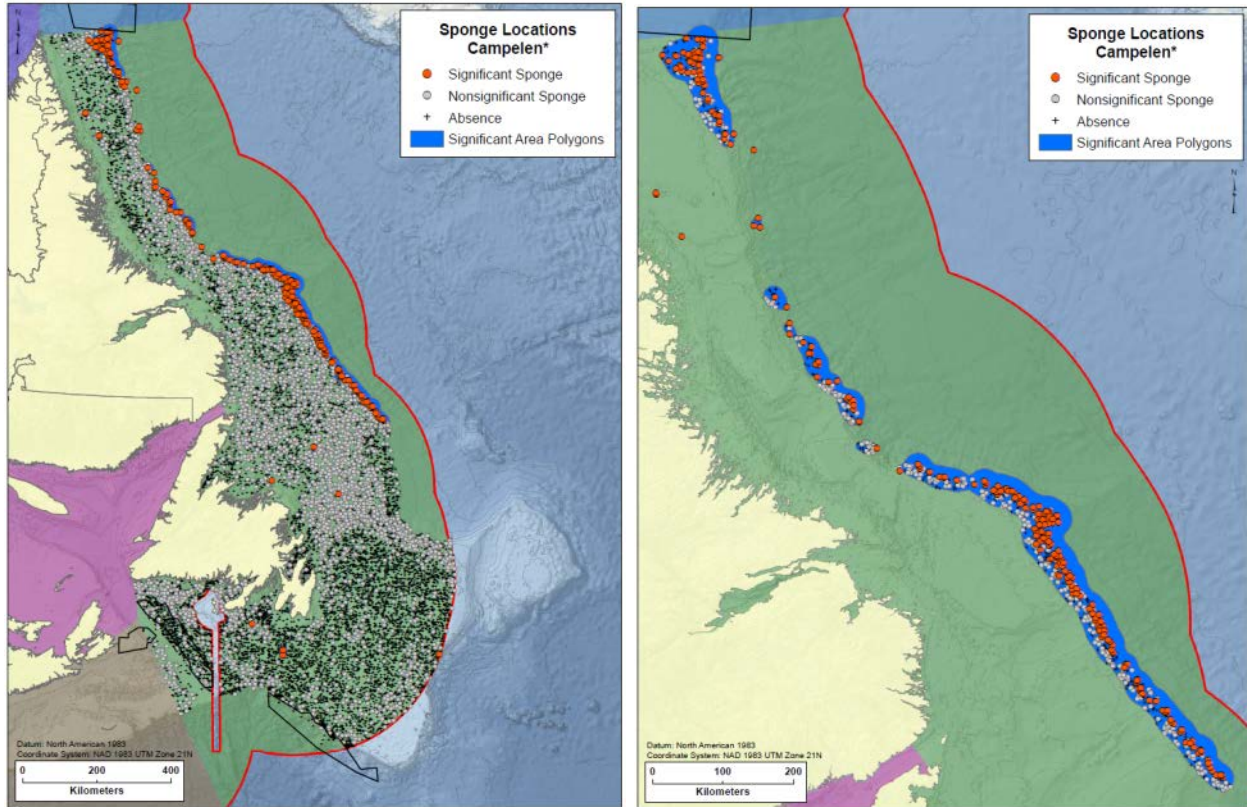 Sponge Locations
Campelen*
Significant Sponge
Nonsignificant Sponge
Absence
Significant Area Polygons
N
Datum: North American 1983
Coordinate System: NAD 1983 UTM Zone 21N
0 200 400
Kilometers
Sponge Locations
Campelen*
Significant Sponge
Nonsignificant Sponge
Absence
Significant Area Polygons
N
Datum: North American 1983
Coordinate System: NAD 1983 UTM Zone 21N
0 100 200
Kilometers